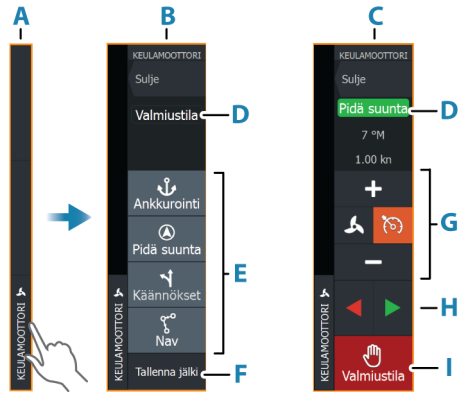 A
B
C
KEULAMOOTTORI
Sulje
Valmiustila
D
Ankkurointi
Pidä suunta
Käännökset
Nav
E
Tallenna jälki
F
KEULAMOOTTORI
KEULAMOOTTORI
KEULAMOOTTORI
Sulje
Pidä suunta
D
7 °M
1.00 kn
G
H
KEULAMOOTTORI
Valmiustila
I